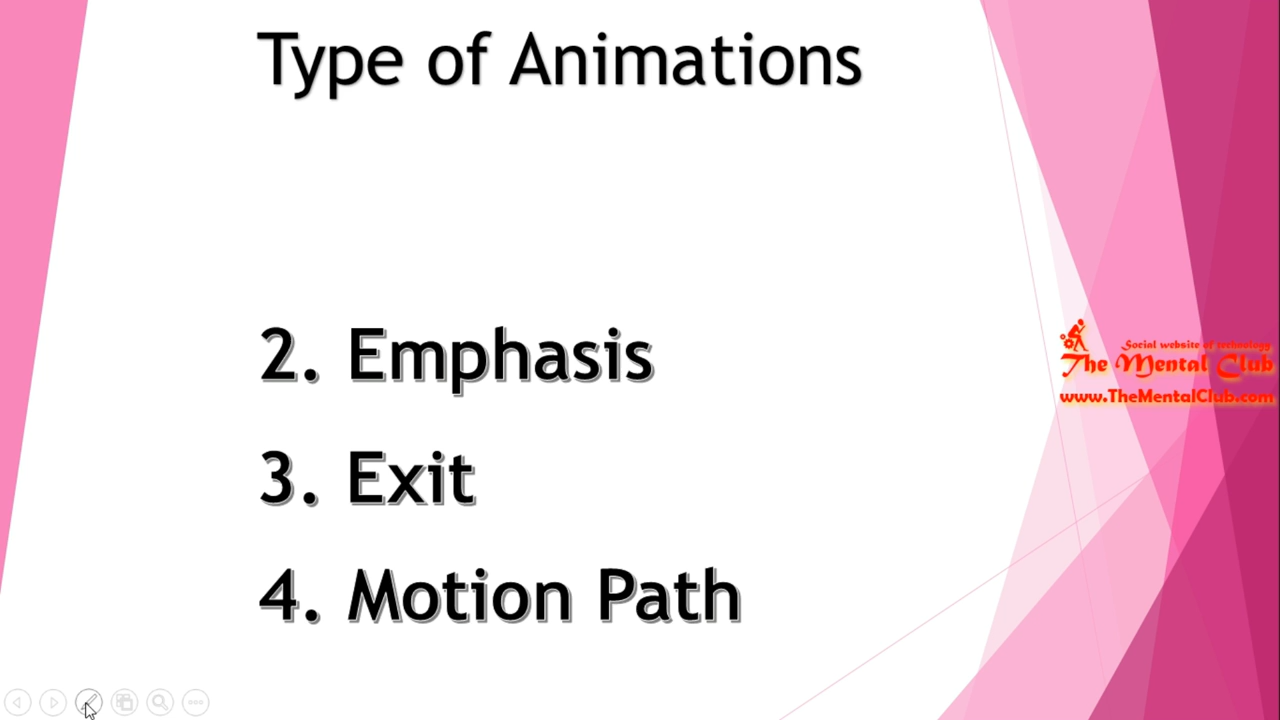 Type of Animations
2. Emphasis
3. Exit
4. Motion Path
Social website of technology
The Mental Club
www.TheMentalClub.com